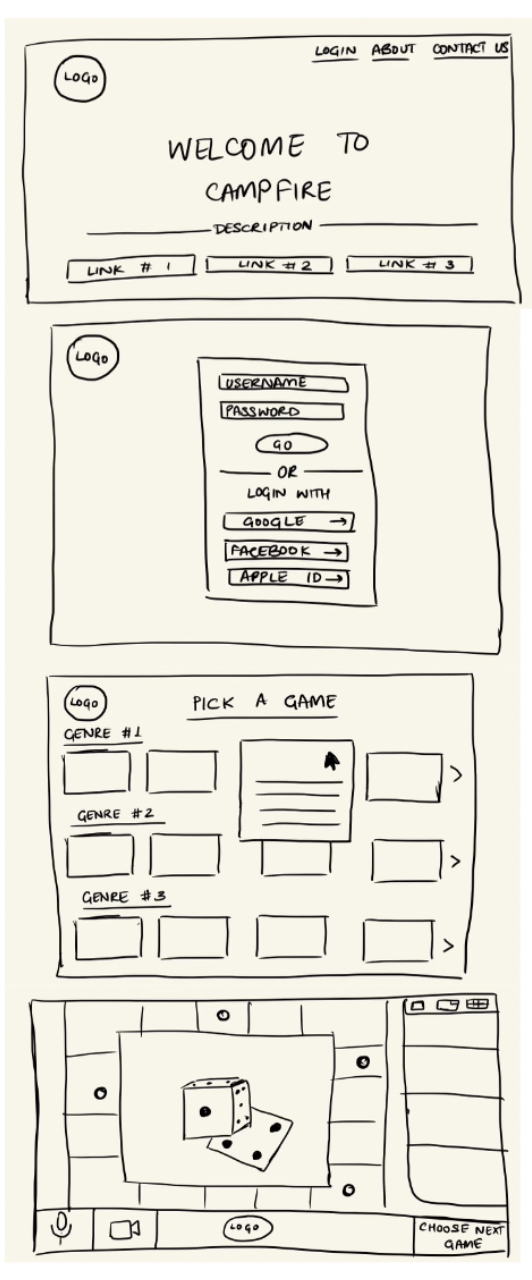 LOGIN ABOUT CONTACT US
LOGO
WELCOME TO
CAMPFIRE
DESCRIPTION
LINK # 1 LINK # 2 LINK # 3
LOGO
USERNAME
PASSWORD
GO
OR
LOGIN WITH
GOOGLE →
FACEBOOK →
APPLE ID →
LOGO
PICK A GAME
GENRE #1
GENRE #2
GENRE #3
LOGO
CHOOSE NEXT
GAME